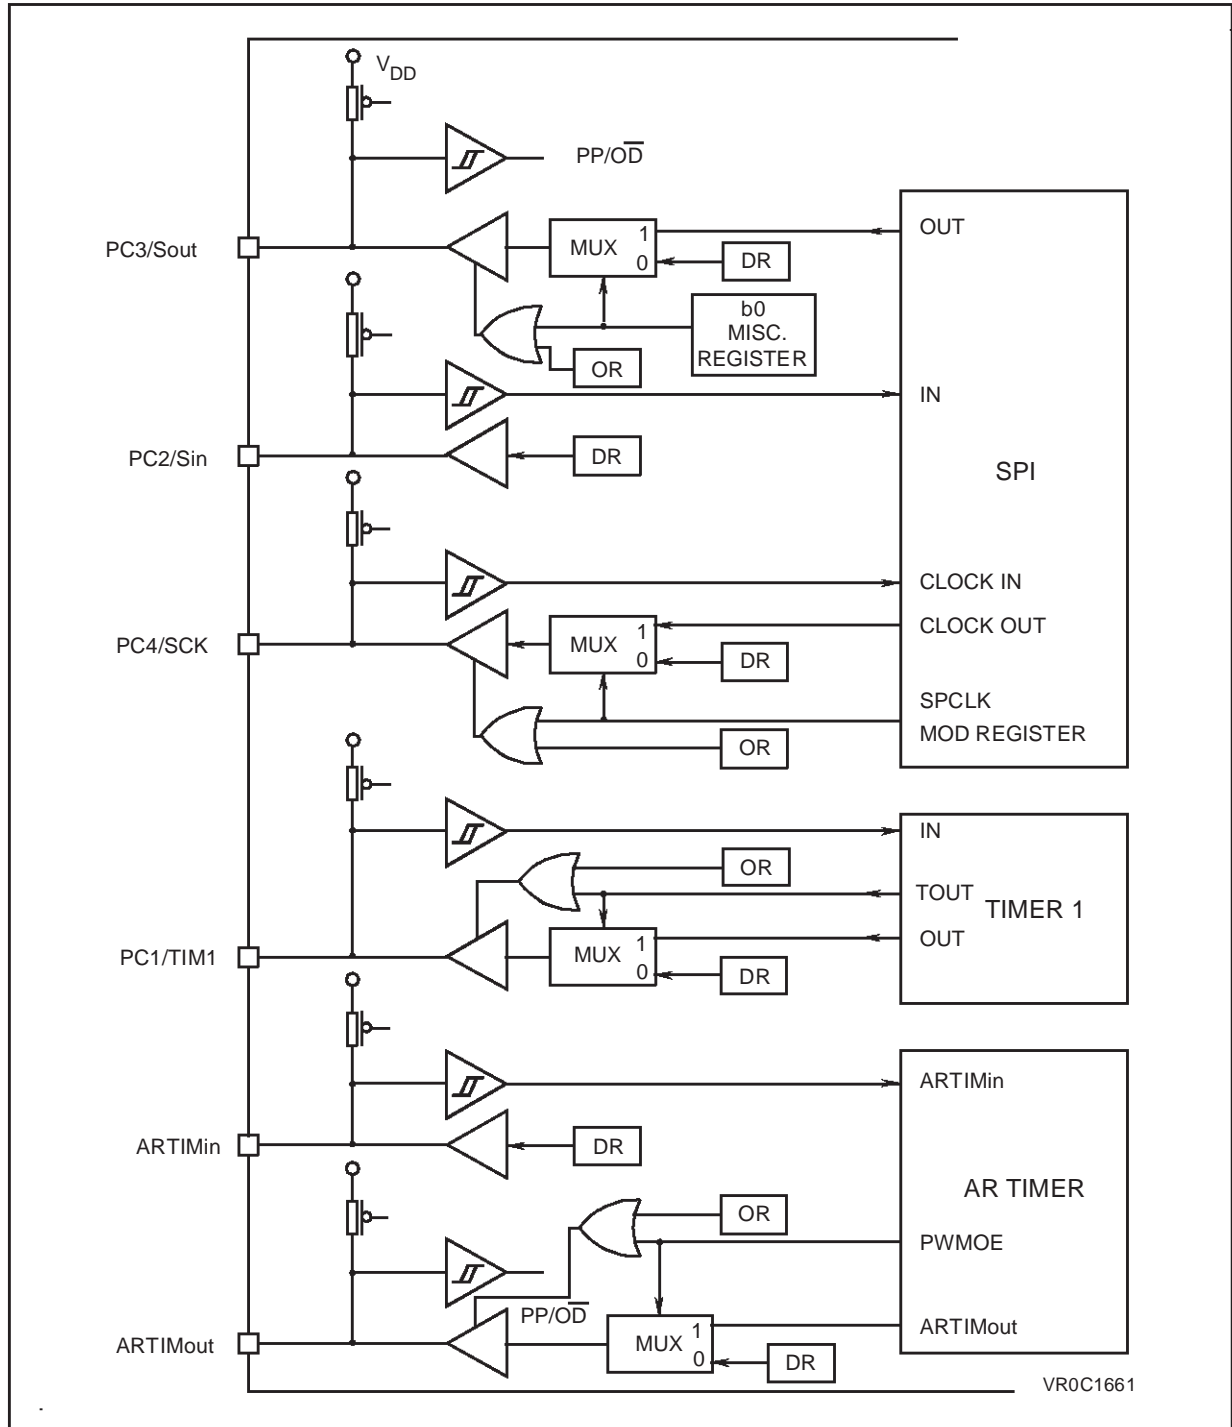 VDD
PP/OD
PC3/Sout
MUX
1
0
OUT
DR
b0
MISC.
REGISTER
OR
IN
PC2/Sin
DR
SPI
CLOCK IN
PC4/SCK
MUX
1
0
CLOCK OUT
DR
SPCLK
MOD REGISTER
OR
IN
OR
TOUT
TIMER 1
OUT
PC1/TIM1
MUX
1
0
DR
ARTIMin
ARTIMin
DR
AR TIMER
OR
PWMOE
PP/OD
ARTIMout
MUX
1
0
ARTIMout
DR
VR0C1661